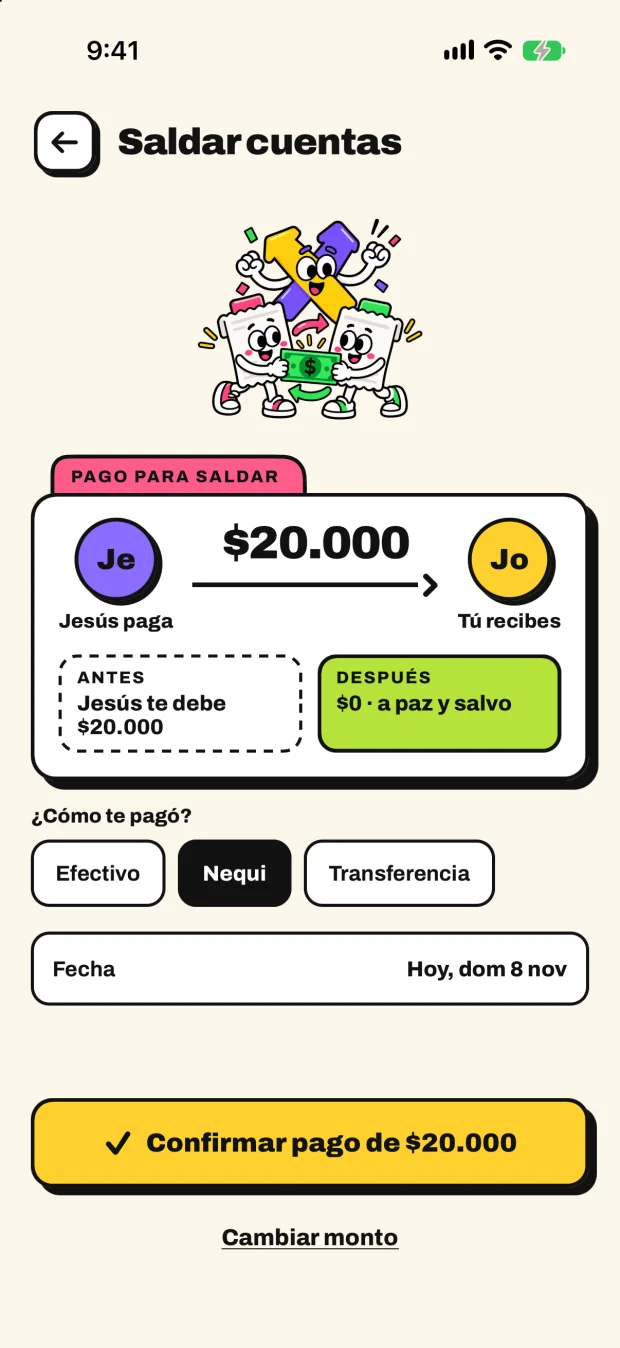 9:41
Saldar cuentas
$
PAGO PARA SALDAR
Je
$20.000
Jo
Jesús paga
Tú recibes
ANTES
Jesús te debe
$20.000
DESPUÉS
$0 · a paz y salvo
¿Cómo te pagó?
Efectivo
Nequi
Transferencia
Fecha
Hoy, dom 8 nov
Confirmar pago de $20.000
Cambiar monto